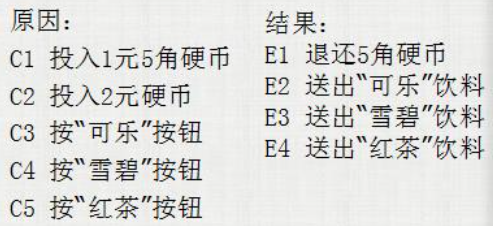 原因:
C1 投入1元5角硬币
C2 投入2元硬币
C3 按“可乐”按钮
C4 按“雪碧”按钮
C5 按“红茶”按钮
结果:
E1 退还5角硬币
E2 送出“可乐”饮料
E3 送出“雪碧”饮料
E4 送出“红茶”饮料